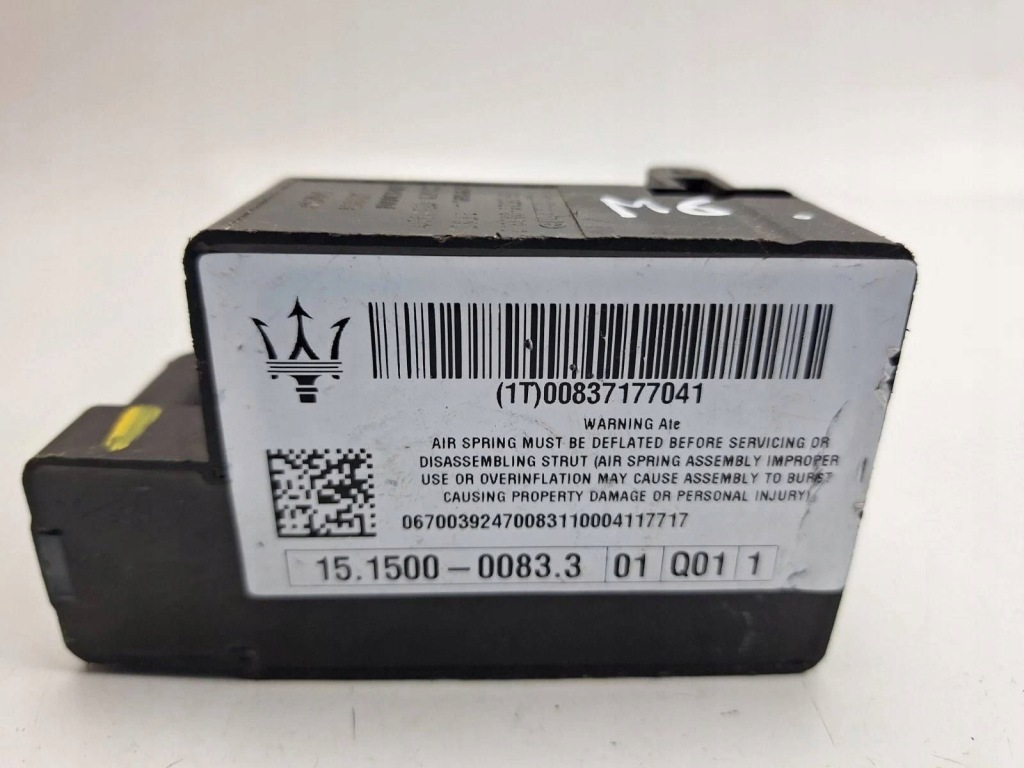 M6
(1T)00837177041
WARNING Ate
AIR SPRING MUST BE DEFLATED BEFORE SERVICING OR
DISASSEMBLING STRUT (AIR SPRING ASSEMBLY IMPROPER
USE OR OVERINFLATION MAY CAUSE ASSEMBLY TO BURST
CAUSING PROPERTY DAMAGE OR PERSONAL INJURY)
06700392470083110004117717
15.1500-0083.3 01 Q01 1